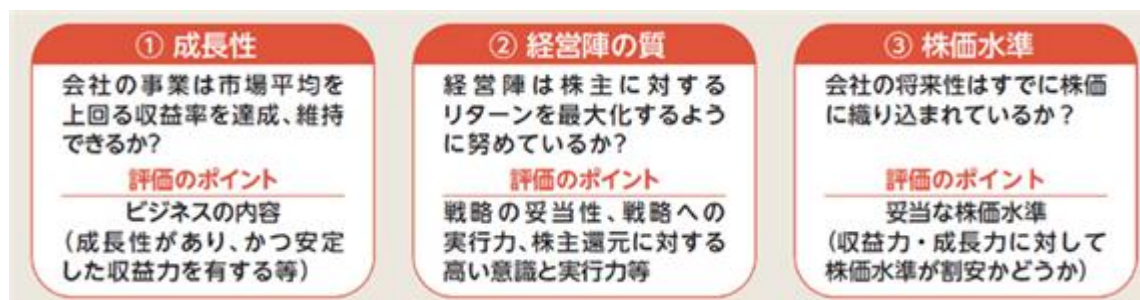 ① 成長性
会社の事業は市場平均を
上回る収益率を達成、維持
できるか?
評価のポイント
ビジネスの内容
(成長性があり、かつ安定
した収益力を有する等)
② 経営陣の質
経営陣は株主に対する
リターンを最大化するよう
に努めているか?
評価のポイント
戦略の妥当性、戦略への
実行力、株主還元に対する
高い意識と実行力等
③ 株価水準
会社の将来性はすでに株価
に織り込まれているか?
評価のポイント
妥当な株価水準
(収益力・成長力に対して
株価水準が割安かどうか)